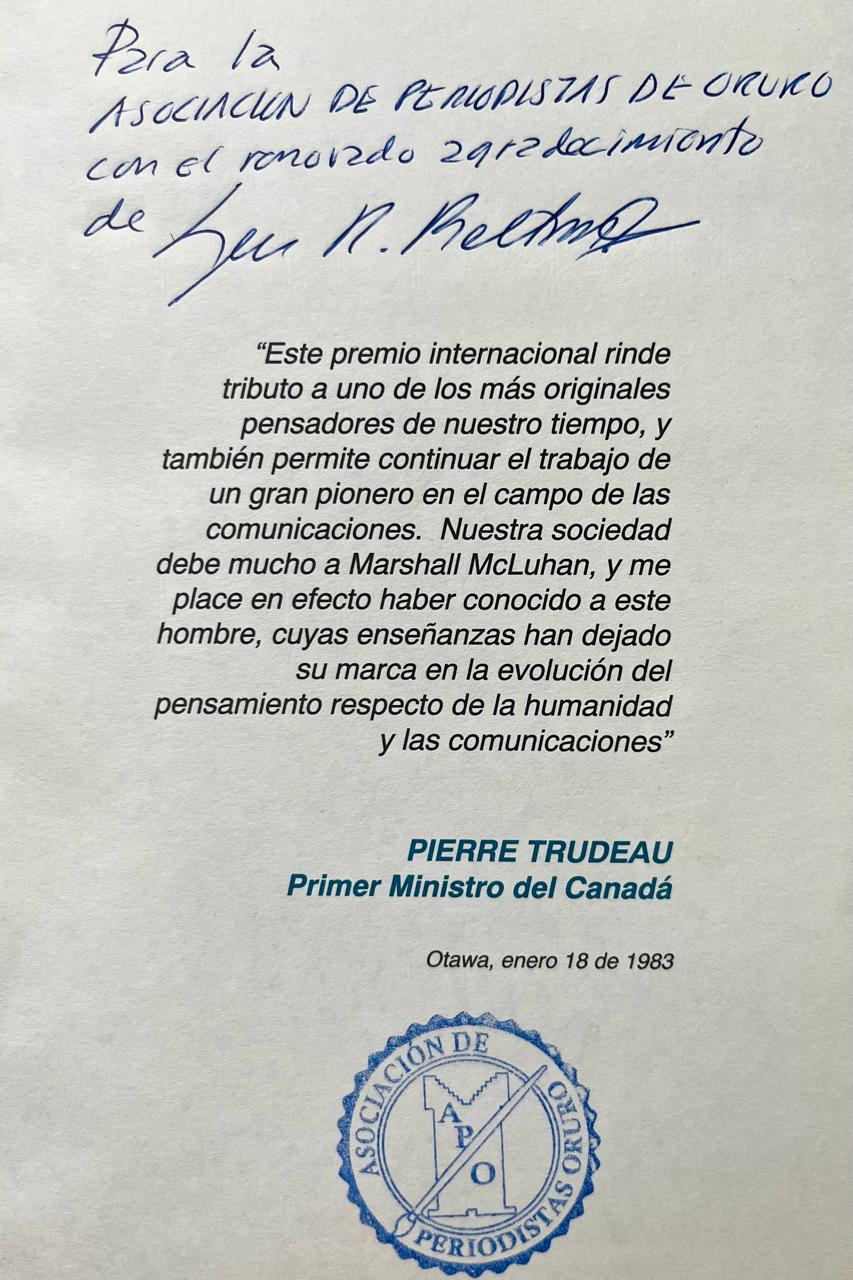 Para la
ASOCIACION DE PERIODISTAS DE ORURO
con el renovado agradecimiento
de Luis R. Beltrán
“Este premio internacional rinde
tributo a uno de los más originales
pensadores de nuestro tiempo, y
también permite continuar el trabajo de
un gran pionero en el campo de las
comunicaciones. Nuestra sociedad
debe mucho a Marshall McLuhan, y me
place en efecto haber conocido a este
hombre, cuyas enseñanzas han dejado
su marca en la evolución del
pensamiento respecto de la humanidad
y las comunicaciones”
PIERRE TRUDEAU
Primer Ministro del Canadá
Otawa, enero 18 de 1983
ASOCIACIÓN DE
PERIODISTAS ORURO
A
P
O